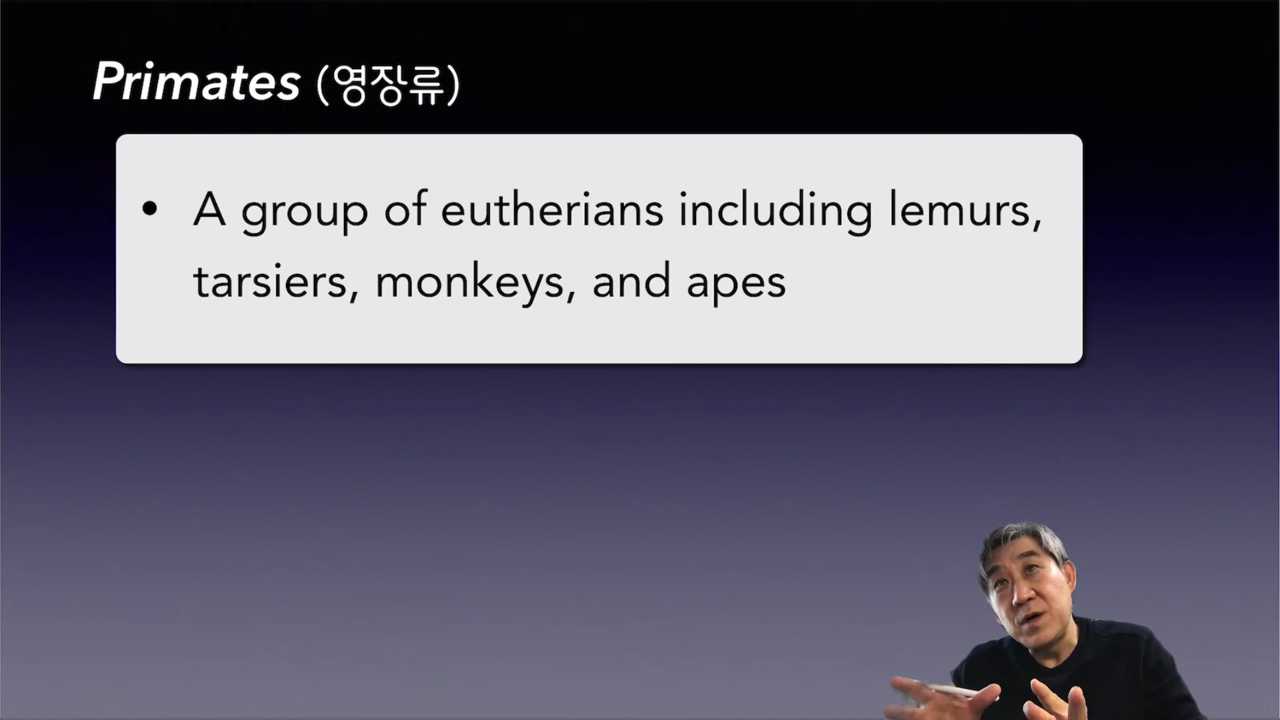 Primates (영장류)
• A group of eutherians including lemurs,
tarsiers, monkeys, and apes